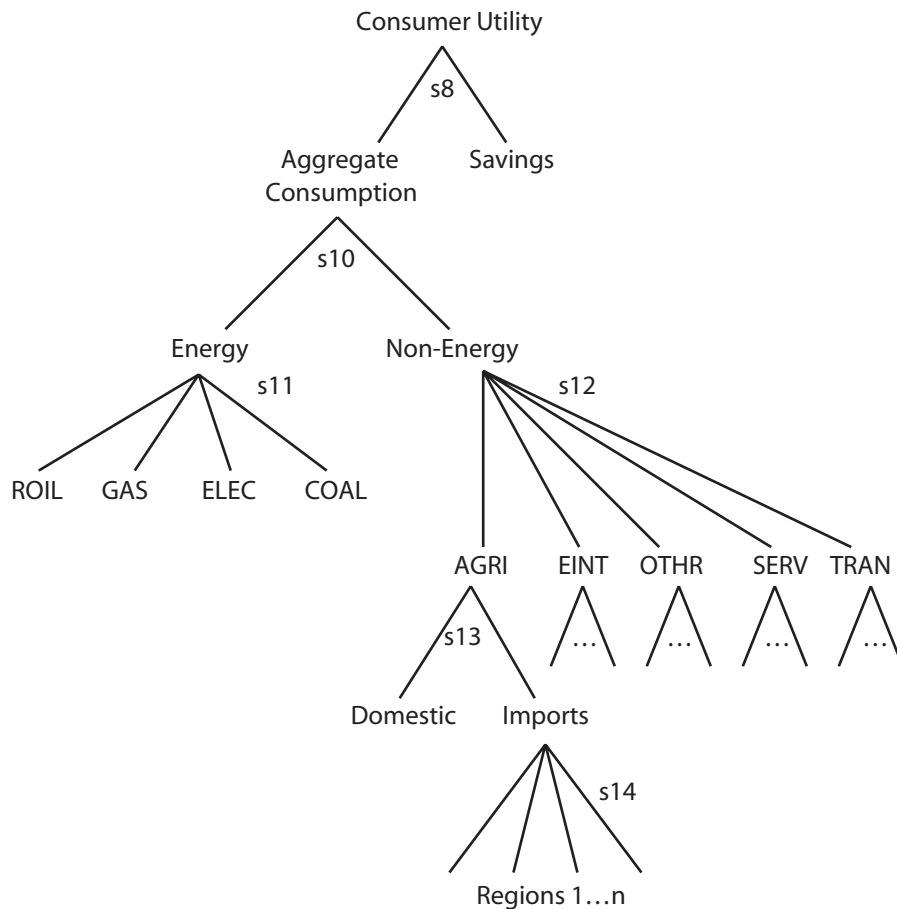 Consumer Utility
s8
Aggregate
Consumption
Savings
s10
Energy
Non-Energy
s11
s12
ROIL GAS ELEC COAL
AGRI EINT OTHR SERV TRAN
s13
… … … …
Domestic Imports
s14
Regions 1…n